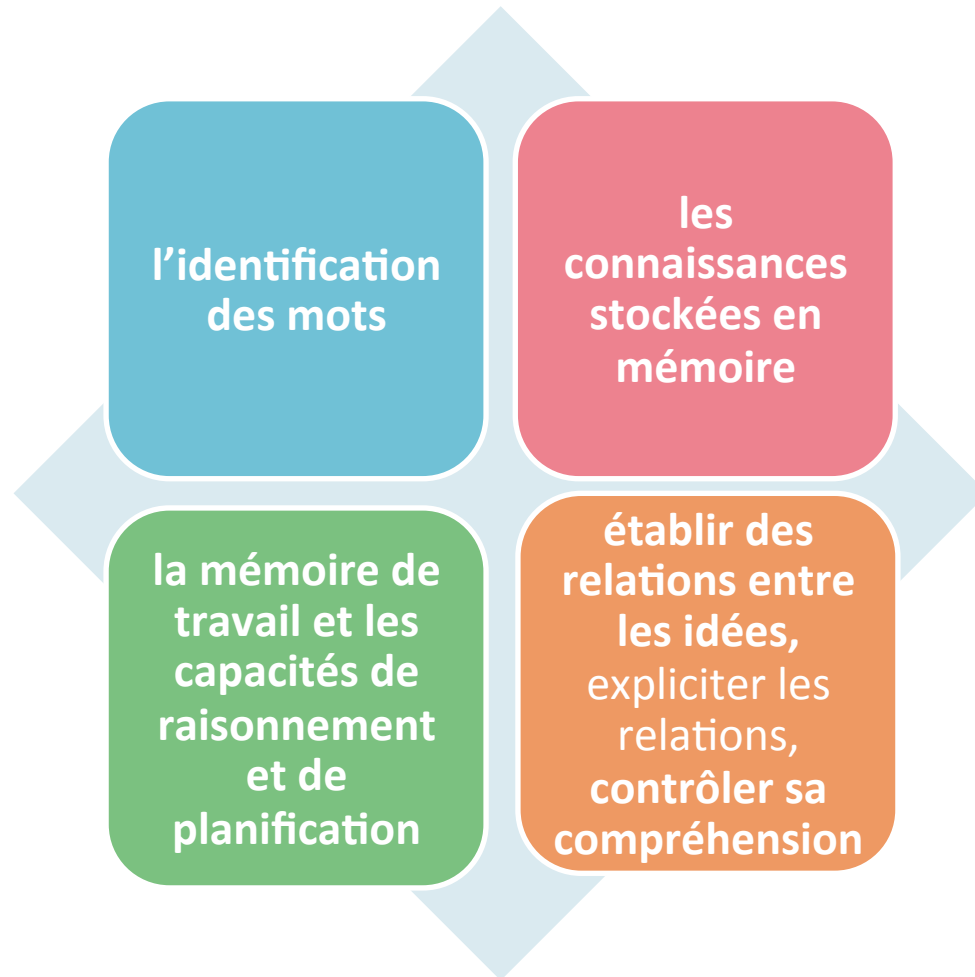 l’identification
des mots
les
connaissances
stockées en
mémoire
la mémoire de
travail et les
capacités de
raisonnement
et de
planification
établir des
relations entre
les idées,
expliciter les
relations,
contrôler sa
compréhension